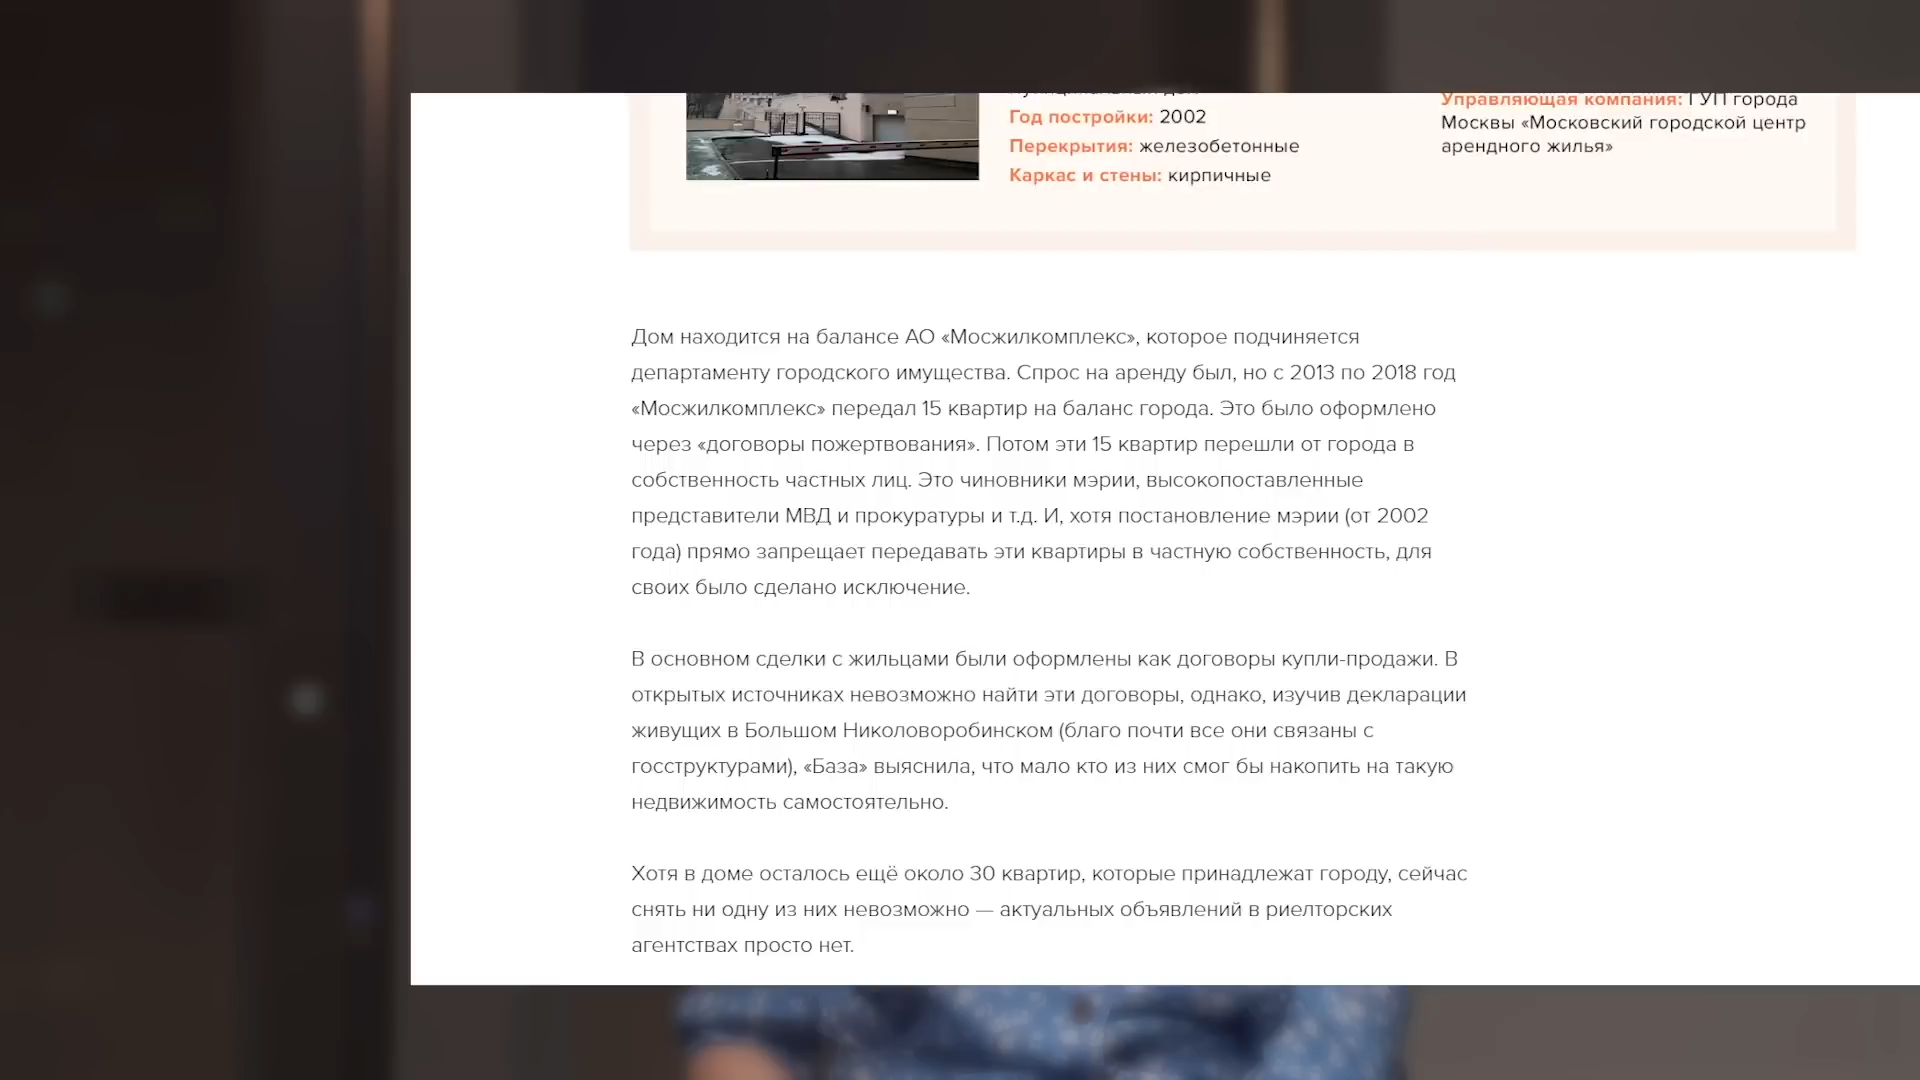 Год постройки: 2002
Перекрытия: железобетонные
Каркас и стены: кирпичные
Управляющая компания: ГУП города
Москвы «Московский городской центр
арендного жилья»
Дом находится на балансе АО «Мосжилкомплекс», которое подчиняется
департаменту городского имущества. Спрос на аренду был, но с 2013 по 2018 год
«Мосжилкомплекс» передал 15 квартир на баланс города. Это было оформлено
через «договоры пожертвования». Потом эти 15 квартир перешли от города в
собственность частных лиц. Это чиновники мэрии, высокопоставленные
представители МВД и прокуратуры и т.д. И, хотя постановление мэрии (от 2002
года) прямо запрещает передавать эти квартиры в частную собственность, для
своих было сделано исключение.
В основном сделки с жильцами были оформлены как договоры купли-продажи. В
открытых источниках невозможно найти эти договоры, однако, изучив декларации
живущих в Большом Николоворобинском (благо почти все они связаны с
госструктурами), «База» выяснила, что мало кто из них смог бы накопить на такую
недвижимость самостоятельно.
Хотя в доме осталось ещё около 30 квартир, которые принадлежат городу, сейчас
снять ни одну из них невозможно — актуальных объявлений в риелторских
агентствах просто нет.